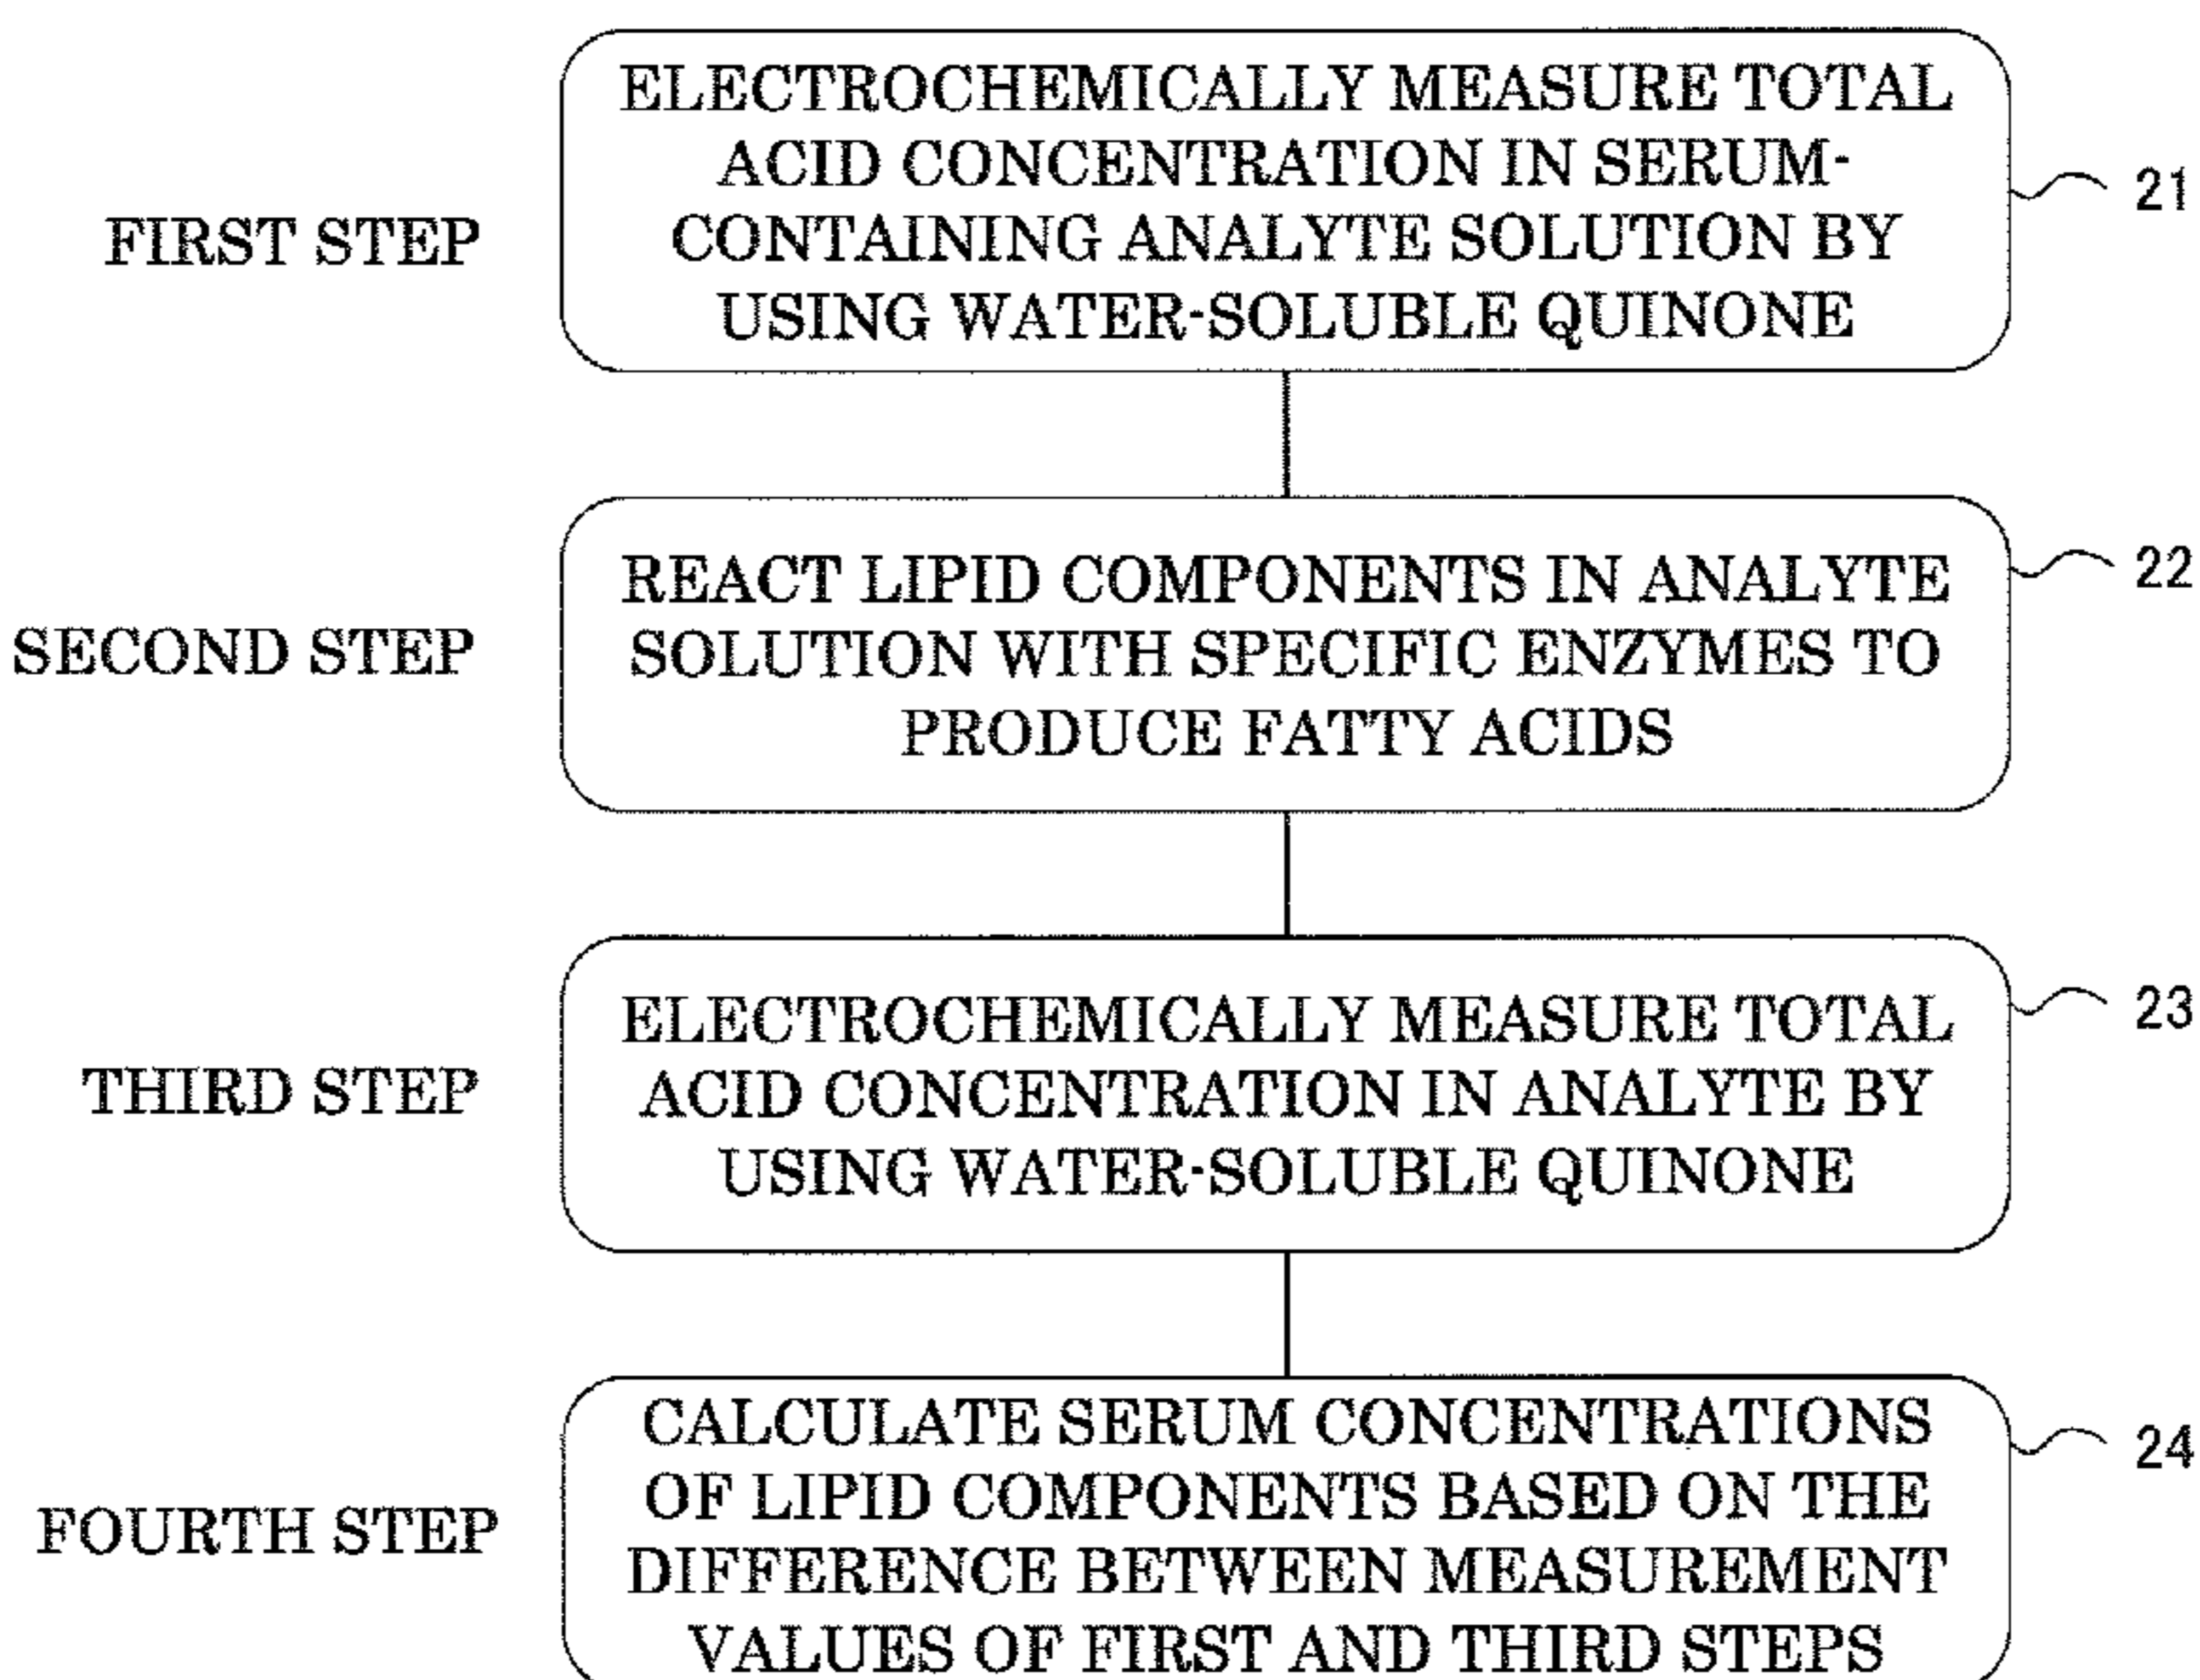 ELECTROCHEMICALLY MEASURE TOTAL
ACID CONCENTRATION IN SERUM-
CONTAINING ANALYTE SOLUTION BY
USING WATER-SOLUBLE QUINONE
FIRST STEP
21
REACT LIPID COMPONENTS IN ANALYTE
SOLUTION WITH SPECIFIC ENZYMES TO
PRODUCE FATTY ACIDS
SECOND STEP
22
ELECTROCHEMICALLY MEASURE TOTAL
ACID CONCENTRATION IN ANALYTE BY
USING WATER-SOLUBLE QUINONE
THIRD STEP
23
CALCULATE SERUM CONCENTRATIONS
OF LIPID COMPONENTS BASED ON THE
DIFFERENCE BETWEEN MEASUREMENT
VALUES OF FIRST AND THIRD STEPS
FOURTH STEP
24